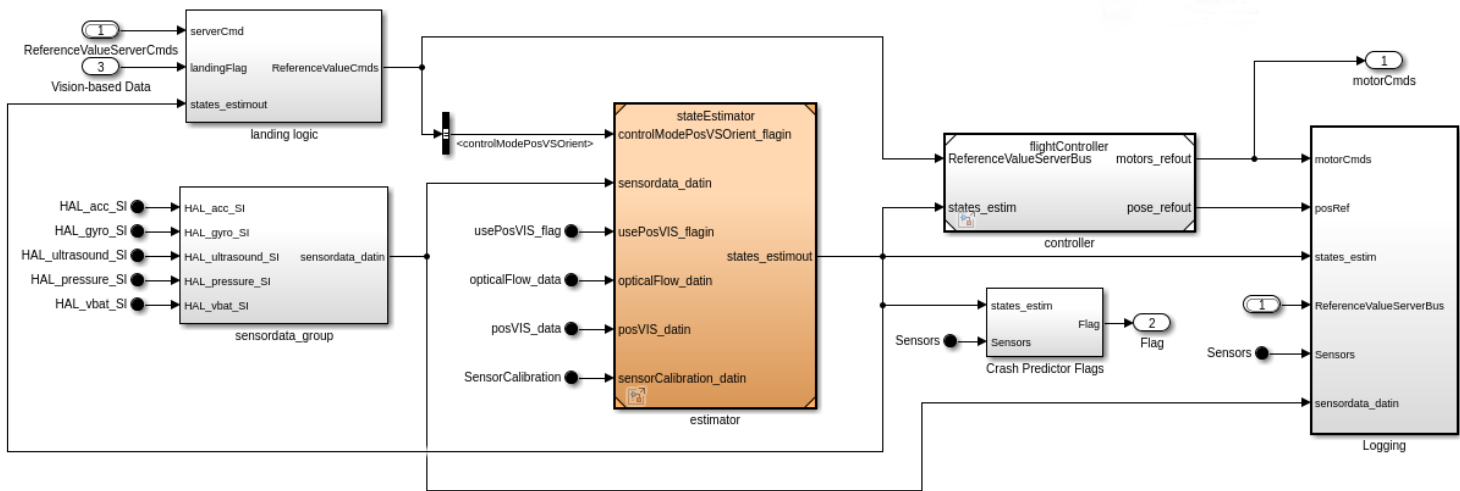 1
ReferenceValueServerCmds
3
Vision-based Data
serverCmd
landingFlag
states_estimout
ReferenceValueCmds
landing logic
<controlModePosVSOrient>
HAL_acc_SI
HAL_gyro_SI
HAL_ultrasound_SI
HAL_pressure_SI
HAL_vbat_SI
HAL_acc_SI
HAL_gyro_SI
HAL_ultrasound_SI
HAL_pressure_SI
HAL_vbat_SI
sensordata_datin
sensordata_group
usePosVIS_flag
opticalFlow_data
posVIS_data
SensorCalibration
stateEstimator
controlModePosVSOrient_flagin
sensordata_datin
usePosVIS_flagin
opticalFlow_datin
posVIS_datin
sensorCalibration_datin
states_estimout
estimator
flightController
ReferenceValueServerBus
states_estim
motors_refout
pose_refout
controller
Sensors
states_estim
Sensors
Flag
Crash Predictor Flags
2
Flag
1
motorCmds
1
Sensors
motorCmds
posRef
states_estim
ReferenceValueServerBus
Sensors
sensordata_datin
Logging